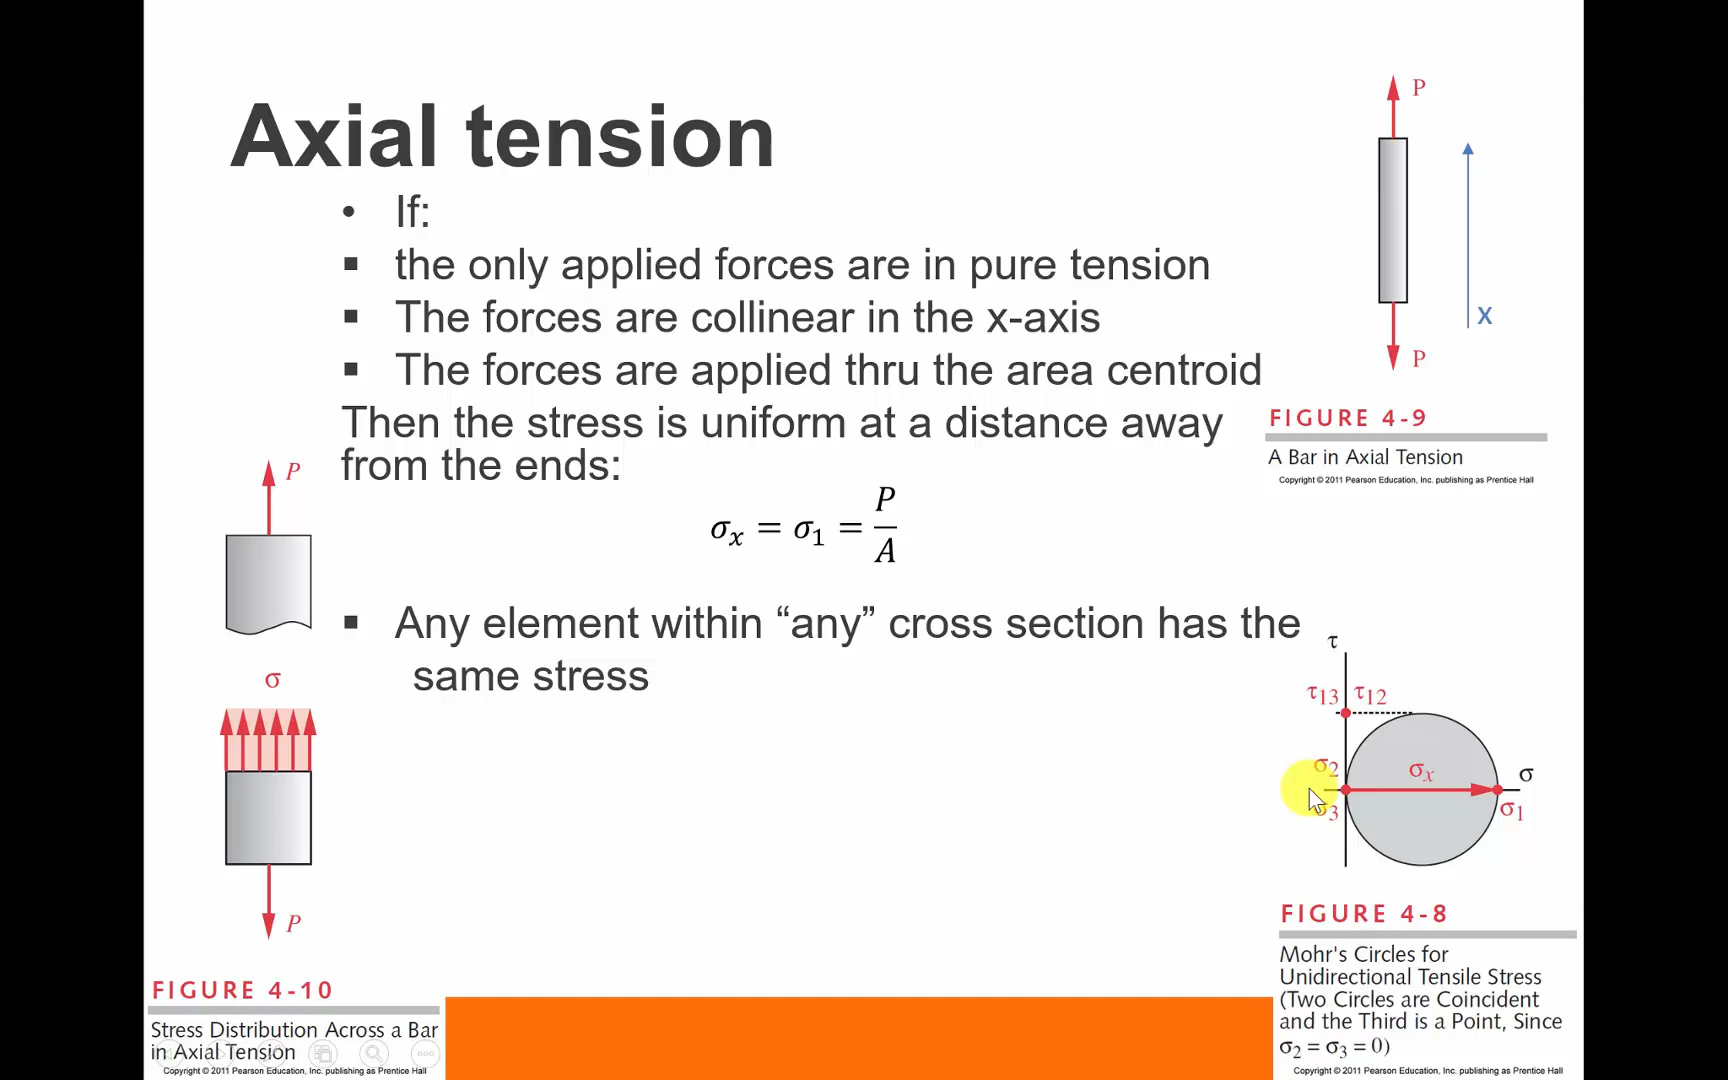 Axial tension
• If:
▪ the only applied forces are in pure tension
▪ The forces are collinear in the x-axis
▪ The forces are applied thru the area centroid
Then the stress is uniform at a distance away
from the ends:
σx = σ1 = P/A
▪ Any element within “any” cross section has the
same stress
P
X
P
FIGURE 4-9
A Bar in Axial Tension
Copyright © 2011 Pearson Education, Inc. publishing as Prentice Hall
P
σ
P
FIGURE 4-10
Stress Distribution Across a Bar
in Axial Tension
Copyright © 2011 Pearson Education, Inc. publishing as Prentice Hall
τ
τ13 τ12
σ2 σx σ
σ3 σ1
FIGURE 4-8
Mohr's Circles for
Unidirectional Tensile Stress
(Two Circles are Coincident
and the Third is a Point, Since
σ2 = σ3 = 0)
Copyright © 2011 Pearson Education, Inc. publishing as Prentice Hall